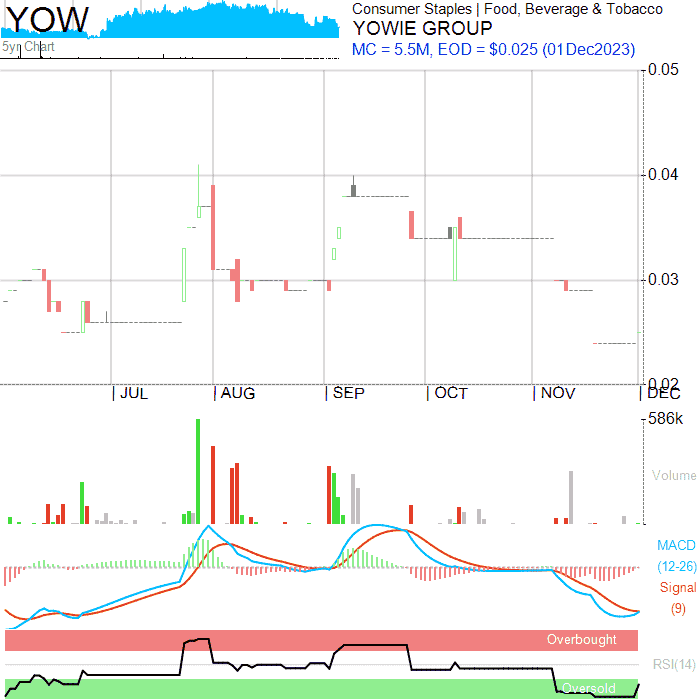 YOW
Consumer Staples | Food, Beverage & Tobacco
YOWIE GROUP
5yr Chart
MC = 5.5M, EOD = $0.025 (01Dec2023)
0.05
0.04
0.03
0.02
JUL
AUG
SEP
OCT
NOV
DEC
586k
Volume
MACD
(12-26)
Signal
(9)
Overbought
RSI(14)
Oversold